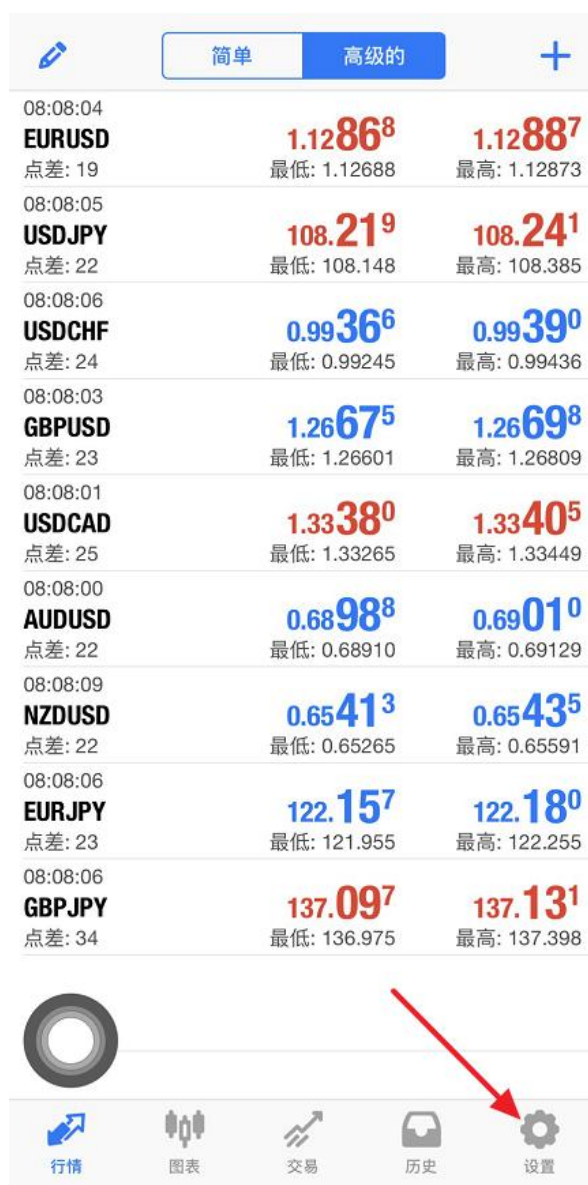 简单 高级的
08:08:04
EURUSD 1.12868 1.12887
点差: 19 最低: 1.12688 最高: 1.12873
08:08:05
USDJPY 108.219 108.241
点差: 22 最低: 108.148 最高: 108.385
08:08:06
USDCHF 0.99366 0.99390
点差: 24 最低: 0.99245 最高: 0.99436
08:08:03
GBPUSD 1.26675 1.26698
点差: 23 最低: 1.26601 最高: 1.26809
08:08:01
USDCAD 1.33380 1.33405
点差: 25 最低: 1.33265 最高: 1.33449
08:08:00
AUDUSD 0.68988 0.69010
点差: 22 最低: 0.68910 最高: 0.69129
08:08:09
NZDUSD 0.65413 0.65435
点差: 22 最低: 0.65265 最高: 0.65591
08:08:06
EURJPY 122.157 122.180
点差: 23 最低: 121.955 最高: 122.255
08:08:06
GBPJPY 137.097 137.131
点差: 34 最低: 136.975 最高: 137.398
行情 图表 交易 历史 设置